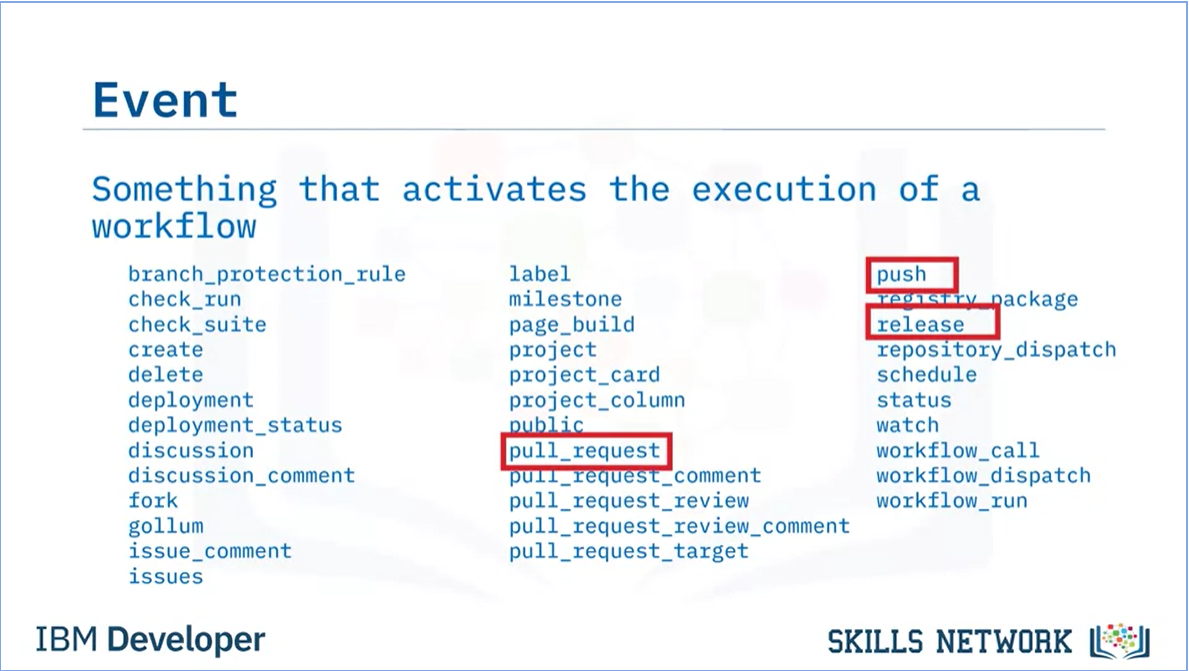 Event
Something that activates the execution of a
workflow
branch_protection_rule
check_run
check_suite
create
delete
deployment
deployment_status
discussion
discussion_comment
fork
gollum
issue_comment
issues
label
milestone
page_build
project
project_card
project_column
public
pull_request
pull_request_comment
pull_request_review
pull_request_review_comment
pull_request_target
push
registry_package
release
repository_dispatch
schedule
status
watch
workflow_call
workflow_dispatch
workflow_run
IBM Developer
SKILLS NETWORK